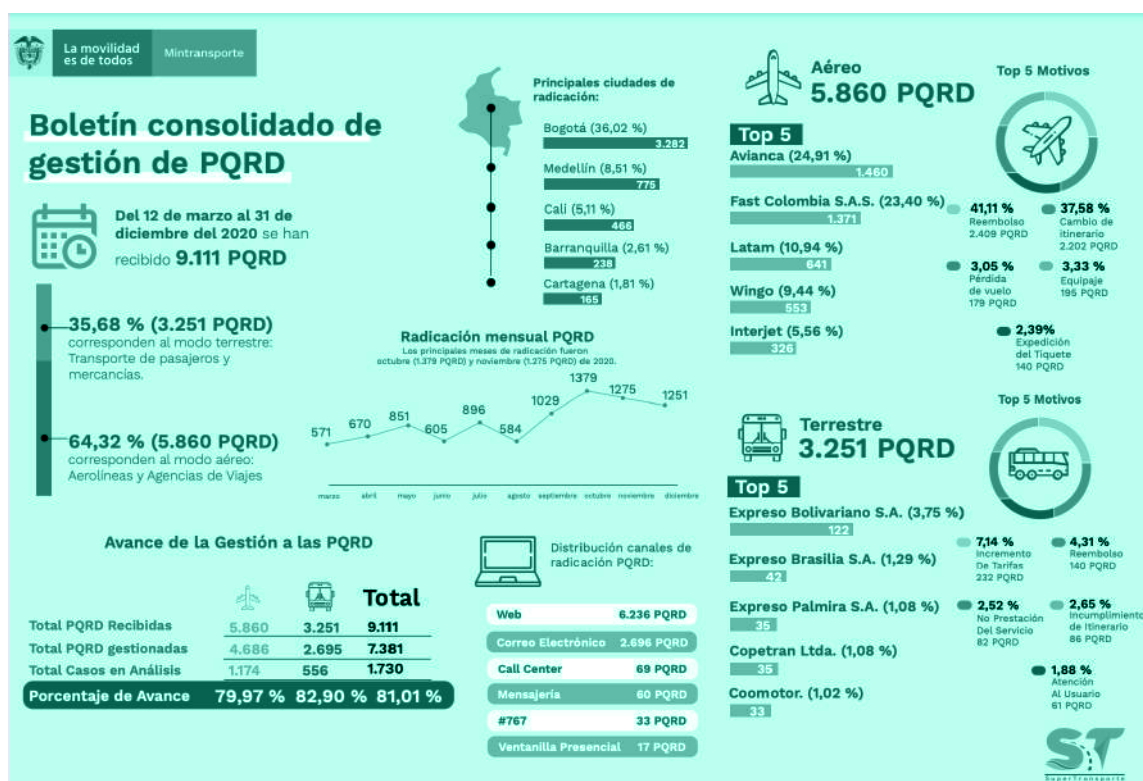 La movilidad
es de todos
Mintransporte
Boletín consolidado de
gestión de PQRD
Del 12 de marzo al 31 de
diciembre del 2020 se han
recibido 9.111 PQRD
35,68 % (3.251 PQRD)
corresponden al modo terrestre:
Transporte de pasajeros y
mercancías.
64,32 % (5.860 PQRD)
corresponden al modo aéreo:
Aerolíneas y Agencias de Viajes
Principales ciudades de
radicación:
Bogotá (36,02 %)
3.282
Medellín (8,51 %)
775
Cali (5,11 %)
466
Barranquilla (2,61 %)
238
Cartagena (1,81 %)
165
Radicación mensual PQRD
Los principales meses de radicación fueron
octubre (1.379 PQRD) y noviembre (1.275 PQRD) de 2020.
571 670 851 605 896 584 1029 1379 1275 1251
marzo abril mayo junio julio agosto septiembre octubre noviembre diciembre
Avance de la Gestión a las PQRD
Total
Total PQRD Recibidas 5.860 3.251 9.111
Total PQRD gestionadas 4.686 2.695 7.381
Total Casos en Análisis 1.174 556 1.730
Porcentaje de Avance 79,97 % 82,90 % 81,01 %
Distribución canales de
radicación PQRD:
Web 6.236 PQRD
Correo Electrónico 2.696 PQRD
Call Center 69 PQRD
Mensajería 60 PQRD
#767 33 PQRD
Ventanilla Presencial 17 PQRD
Aéreo
5.860 PQRD
Top 5
Avianca (24,91 %)
1.460
Fast Colombia S.A.S. (23,40 %)
1.371
Latam (10,94 %)
641
Wingo (9,44 %)
553
Interjet (5,56 %)
326
Top 5 Motivos
41,11 %
Reembolso
2.409 PQRD
37,58 %
Cambio de
itinerario
2.202 PQRD
3,05 %
Pérdida
de vuelo
179 PQRD
3,33 %
Equipaje
195 PQRD
2,39%
Expedición
del Tiquete
140 PQRD
Terrestre
3.251 PQRD
Top 5
Expreso Bolivariano S.A. (3,75 %)
122
Expreso Brasilia S.A. (1,29 %)
42
Expreso Palmira S.A. (1,08 %)
35
Copetran Ltda. (1,08 %)
35
Coomotor. (1,02 %)
33
Top 5 Motivos
7,14 %
Incremento
De Tarifas
232 PQRD
4,31 %
Reembolso
140 PQRD
2,52 %
No Prestación
Del Servicio
82 PQRD
2,65 %
Incumplimiento
de Itinerario
86 PQRD
1,88 %
Atención
Al Usuario
61 PQRD
ST
SuperTransporte